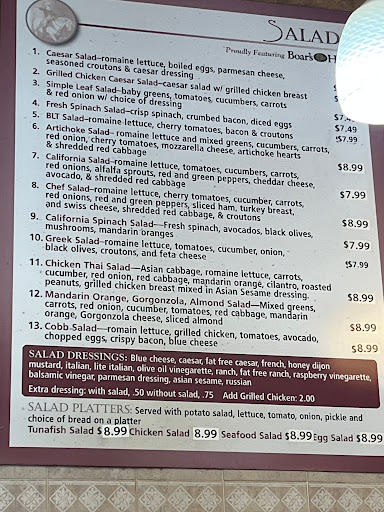 SALAD
"Proudly Featuring Boar's H
1. Caesar Salad–romaine lettuce, boiled eggs, parmesan cheese,
seasoned croutons & caesar dressing
2. Grilled Chicken Caesar Salad–caesar salad w/ grilled chicken breast
3. Simple Leaf Salad–baby greens, tomatoes, cucumbers, carrots
& red onion w/ choice of dressing $7.
4. Fresh Spinach Salad–crisp spinach, crumbed bacon, diced eggs $7.49
5. BLT Salad–romaine lettuce, cherry tomatoes, bacon & croutons $7.99
6. Artichoke Salad– romaine lettuce and mixed greens, cucumbers, carrots,
red onion, cherry tomatoes, mozzarella cheese, artichoke hearts
& shredded red cabbage $8.99
7. California Salad–romaine lettuce, tomatoes, cucumbers, carrots,
red onions, alfalfa sprouts, red and green peppers, cheddar cheese,
avocado, & shredded red cabbage $7.99
8. Chef Salad–romaine lettuce, cherry tomatoes, cucumber, carrots,
red onions, red and green peppers, sliced ham, turkey breast,
and swiss cheese, shredded red cabbage, & croutons $8.99
9. California Spinach Salad—Fresh spinach, avocados, black olives,
mushrooms, mandarin oranges $7.99
10. Greek Salad–romaine lettuce, tomatoes, cucumber, onion,
black olives, croutons, and feta cheese $7.99
11. Chicken Thai Salad—Asian cabbage, romaine lettuce, carrots,
cucumber, red onion, red cabbage, mandarin orange, cilantro, roasted
peanuts, grilled chicken breast mixed in Asian Sesame dressing. $8.99
12. Mandarin Orange, Gorgonzola, Almond Salad—Mixed greens,
carrots, red onion, cucumber, tomatoes, red cabbage, mandarin
orange, Gorgonzola cheese, sliced almond $8.99
13. Cobb Salad—romain lettuce, grilled chicken, tomatoes, avocado,
chopped eggs, crispy bacon, blue cheese $8.99
SALAD DRESSINGS: Blue cheese, caesar, fat free caesar, french, honey dijon
mustard, italian, lite italian, olive oil vinegarette, ranch, fat free ranch, raspberry vinegarette,
balsamic vinegar, parmesan dressing, asian sesame, russian
Extra dressing: with salad, .50 without salad, .75 Add Grilled Chicken: 2.00
SALAD PLATTERS: Served with potato salad, lettuce, tomato, onion, pickle and
choice of bread on a platter
Tunafish Salad $8.99 Chicken Salad 8.99 Seafood Salad $8.99 Egg Salad $8.99